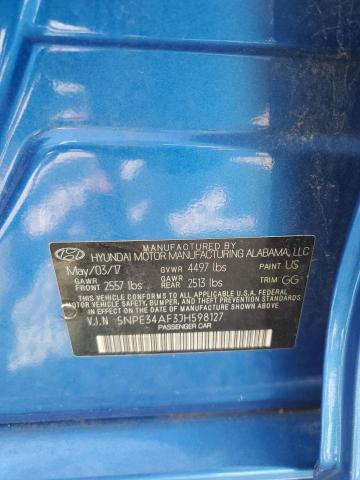 MANUFACTURED BY
HYUNDAI MOTOR MANUFACTURING ALABAMA, LLC
May/03/17 GVWR 4497 lbs PAINT US
GAWR FRONT 2557 lbs GAWR REAR 2513 lbs TRIM GG
THIS VEHICLE CONFORMS TO ALL APPLICABLE U.S. FEDERAL
MOTOR VEHICLE SAFETY, BUMPER, AND THEFT PREVENTION
STANDARDS IN EFFECT ON THE DATE OF MANUFACTURE SHOWN ABOVE.
V.I.N 5NPE34AF3JH598127
PASSENGER CAR